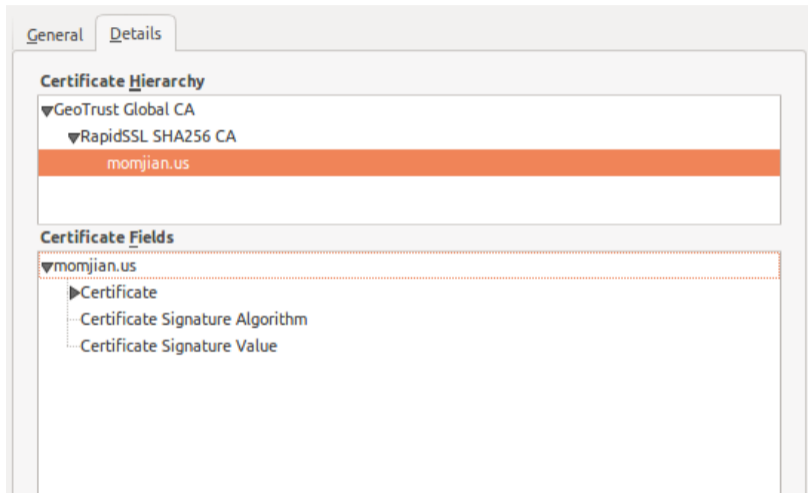 General Details
Certificate Hierarchy
GeoTrust Global CA
RapidSSL SHA256 CA
momjian.us
Certificate Fields
momjian.us
Certificate
Certificate Signature Algorithm
Certificate Signature Value